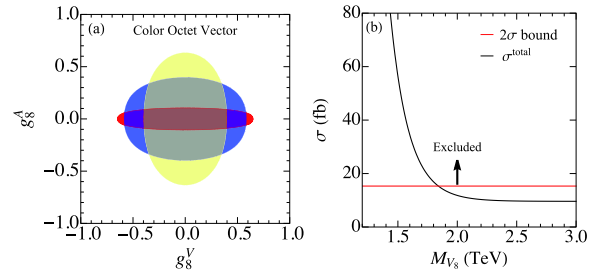 (a) Color Octet Vector
1.0
0.5
0.0
−0.5
−1.0
g_8^A
−1.0 −0.5 0.0 0.5 1.0
g_8^V
(b)
2σ bound
σ^total
80
60
40
20
0
σ (fb)
Excluded
1.5 2.0 2.5 3.0
M_{V_8} (TeV)